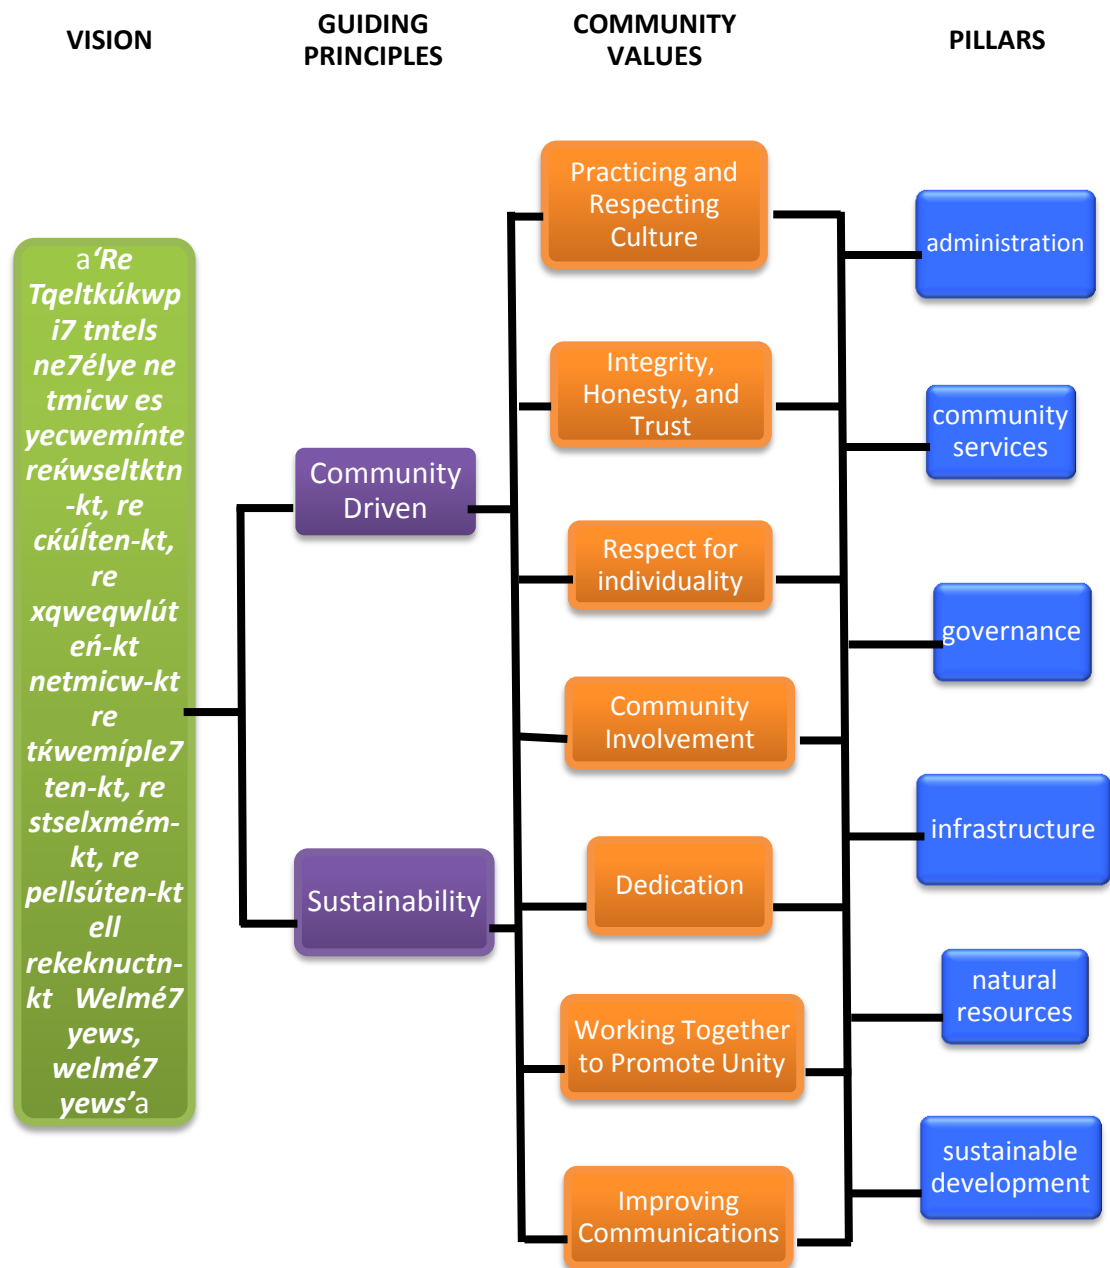 VISION
GUIDING
PRINCIPLES
COMMUNITY
VALUES
PILLARS
a‘Re
Tqeltkúkwp
i7 tntels
ne7élye ne
tmicw es
yecwemínte
reḱwseltktn
-kt, re
cḱúĺten-kt,
re
xqweqwlút
eń-kt
netmicw-kt
re
tḱwemíple7
ten-kt, re
stselxmém-
kt, re
pellsúten-kt
ell
rekeknuctn-
kt Welmé7
yews,
welmé7
yews’a
Community
Driven
Sustainability
Practicing and
Respecting
Culture
Integrity,
Honesty, and
Trust
Respect for
individuality
Community
Involvement
Dedication
Working Together
to Promote Unity
Improving
Communications
administration
community
services
governance
infrastructure
natural
resources
sustainable
development